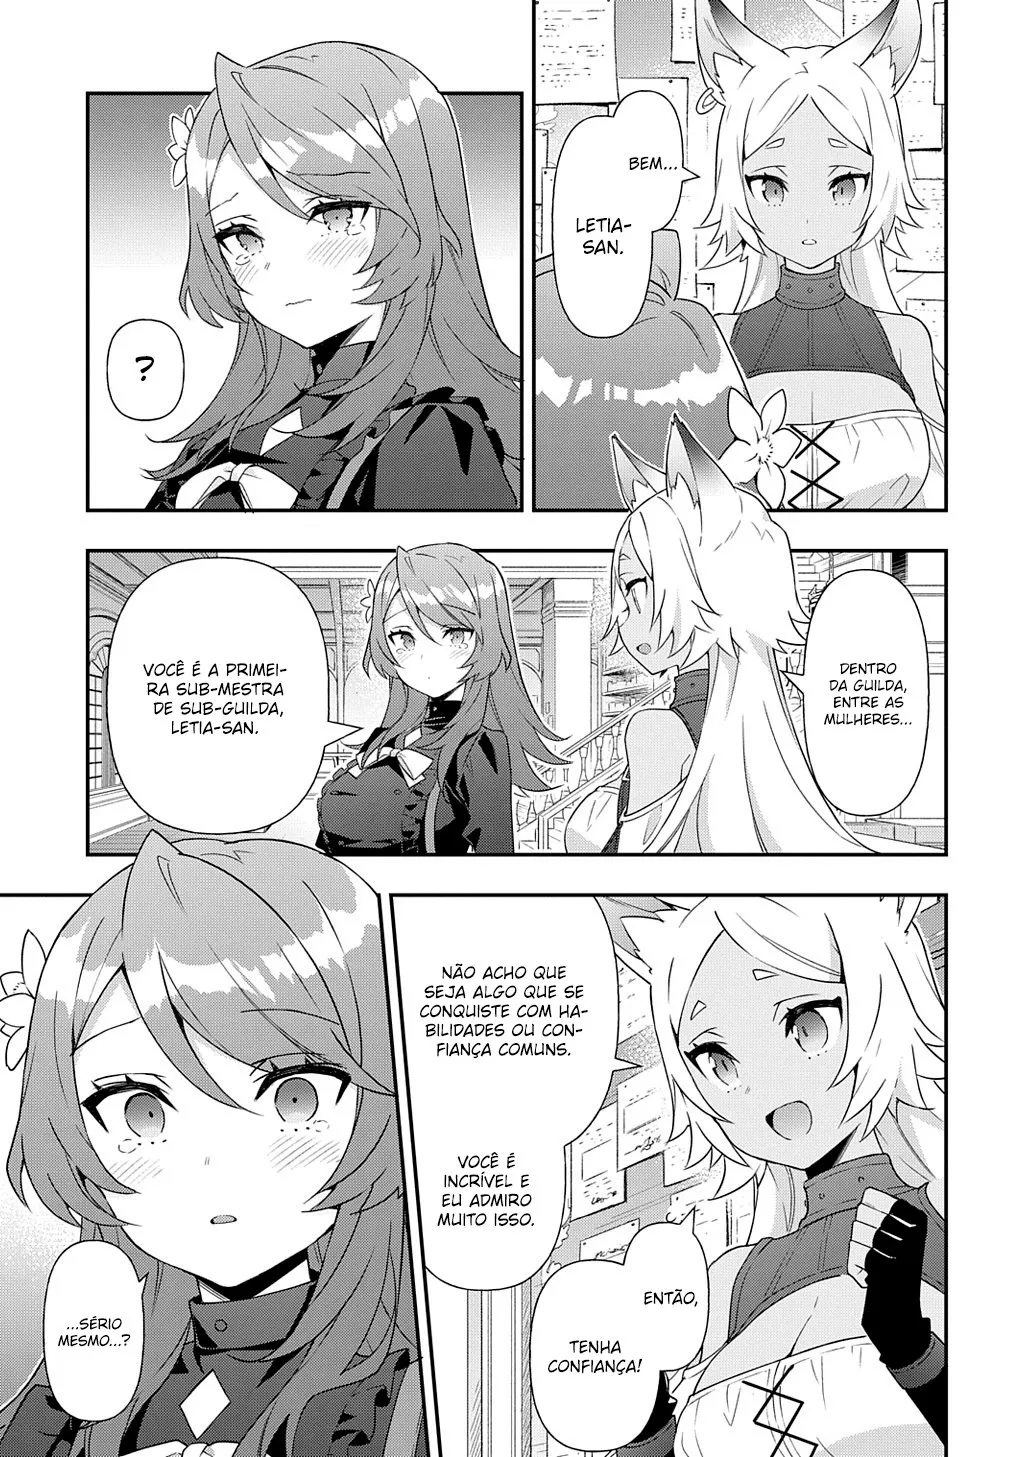 BEM...
LETIA-
SAN.
?
DENTRO
DA GUILDA,
ENTRE AS
MULHERES...
VOCÊ É A PRIMEI-
RA SUB-MESTRA
DE SUB-GUILDA,
LETIA-SAN.
NÃO ACHO QUE
SEJA ALGO QUE SE
CONQUISTE COM HA-
BILIDADES OU CON-
FIANÇA COMUNS.
VOCÊ É
INCRÍVEL E
EU ADMIRO
MUITO ISSO.
ENTÃO,
TENHA
CONFIANÇA!
...SÉRIO
MESMO...?